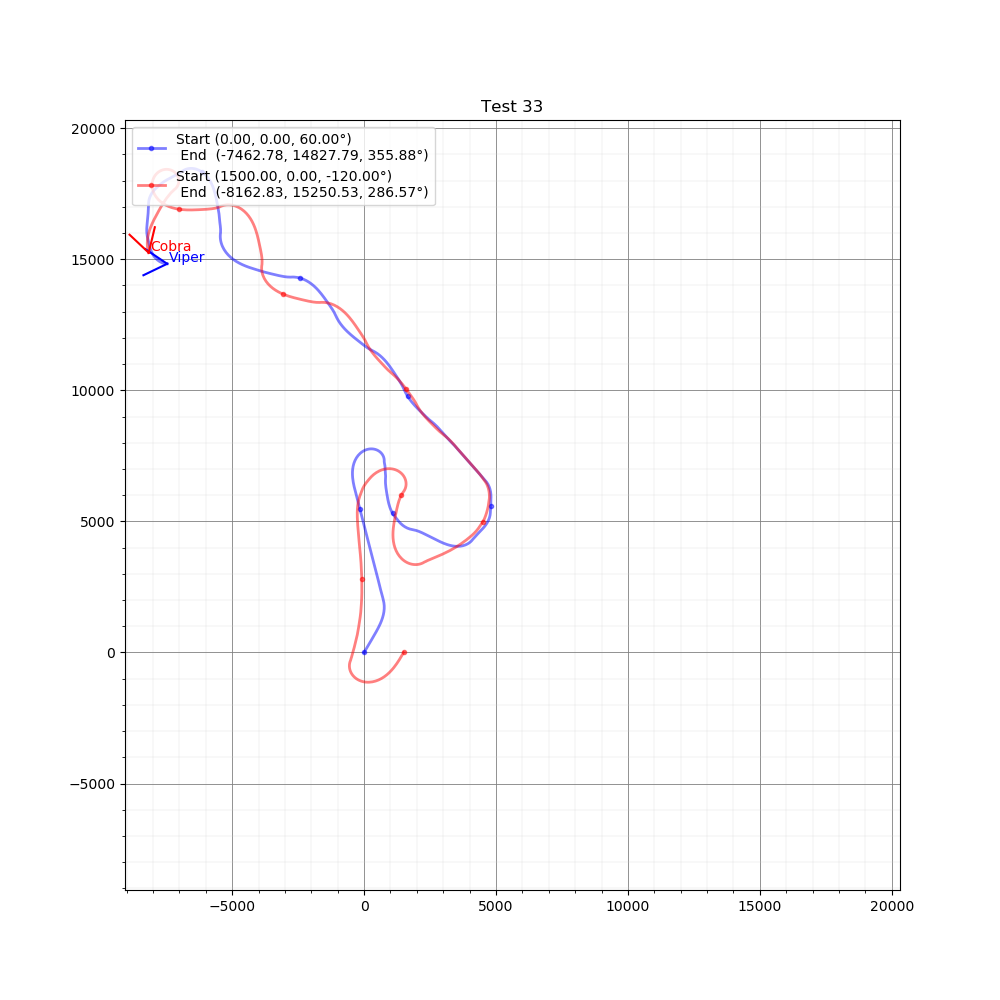 Test 33
Start (0.00, 0.00, 60.00°)
End (-7462.78, 14827.79, 355.88°)
Start (1500.00, 0.00, -120.00°)
End (-8162.83, 15250.53, 286.57°)
Cobra
Viper
20000
15000
10000
5000
0
−5000
−5000
0
5000
10000
15000
20000